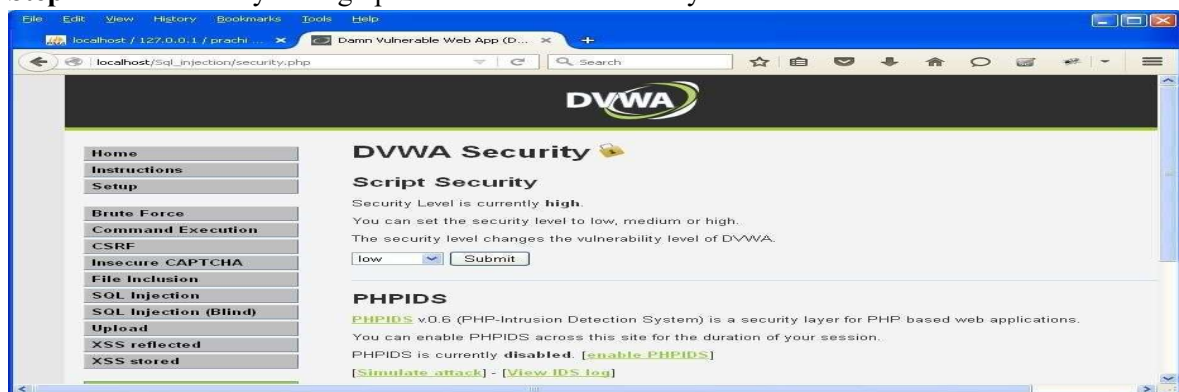 File Edit View History Bookmarks Tools Help
localhost / 127.0.0.1 / prachi ... Damn Vulnerable Web App (D...
localhost/Sql_injection/security.php Search
DVWA
Home
Instructions
Setup
Brute Force
Command Execution
CSRF
Insecure CAPTCHA
File Inclusion
SQL Injection
SQL Injection (Blind)
Upload
XSS reflected
XSS stored
DVWA Security
Script Security
Security Level is currently high.
You can set the security level to low, medium or high.
The security level changes the vulnerability level of DVWA.
low Submit
PHPIDS
PHPIDS v.0.6 (PHP-Intrusion Detection System) is a security layer for PHP based web applications.
You can enable PHPIDS across this site for the duration of your session.
PHPIDS is currently disabled. [enable PHPIDS]
[Simulate attack] - [View IDS log]